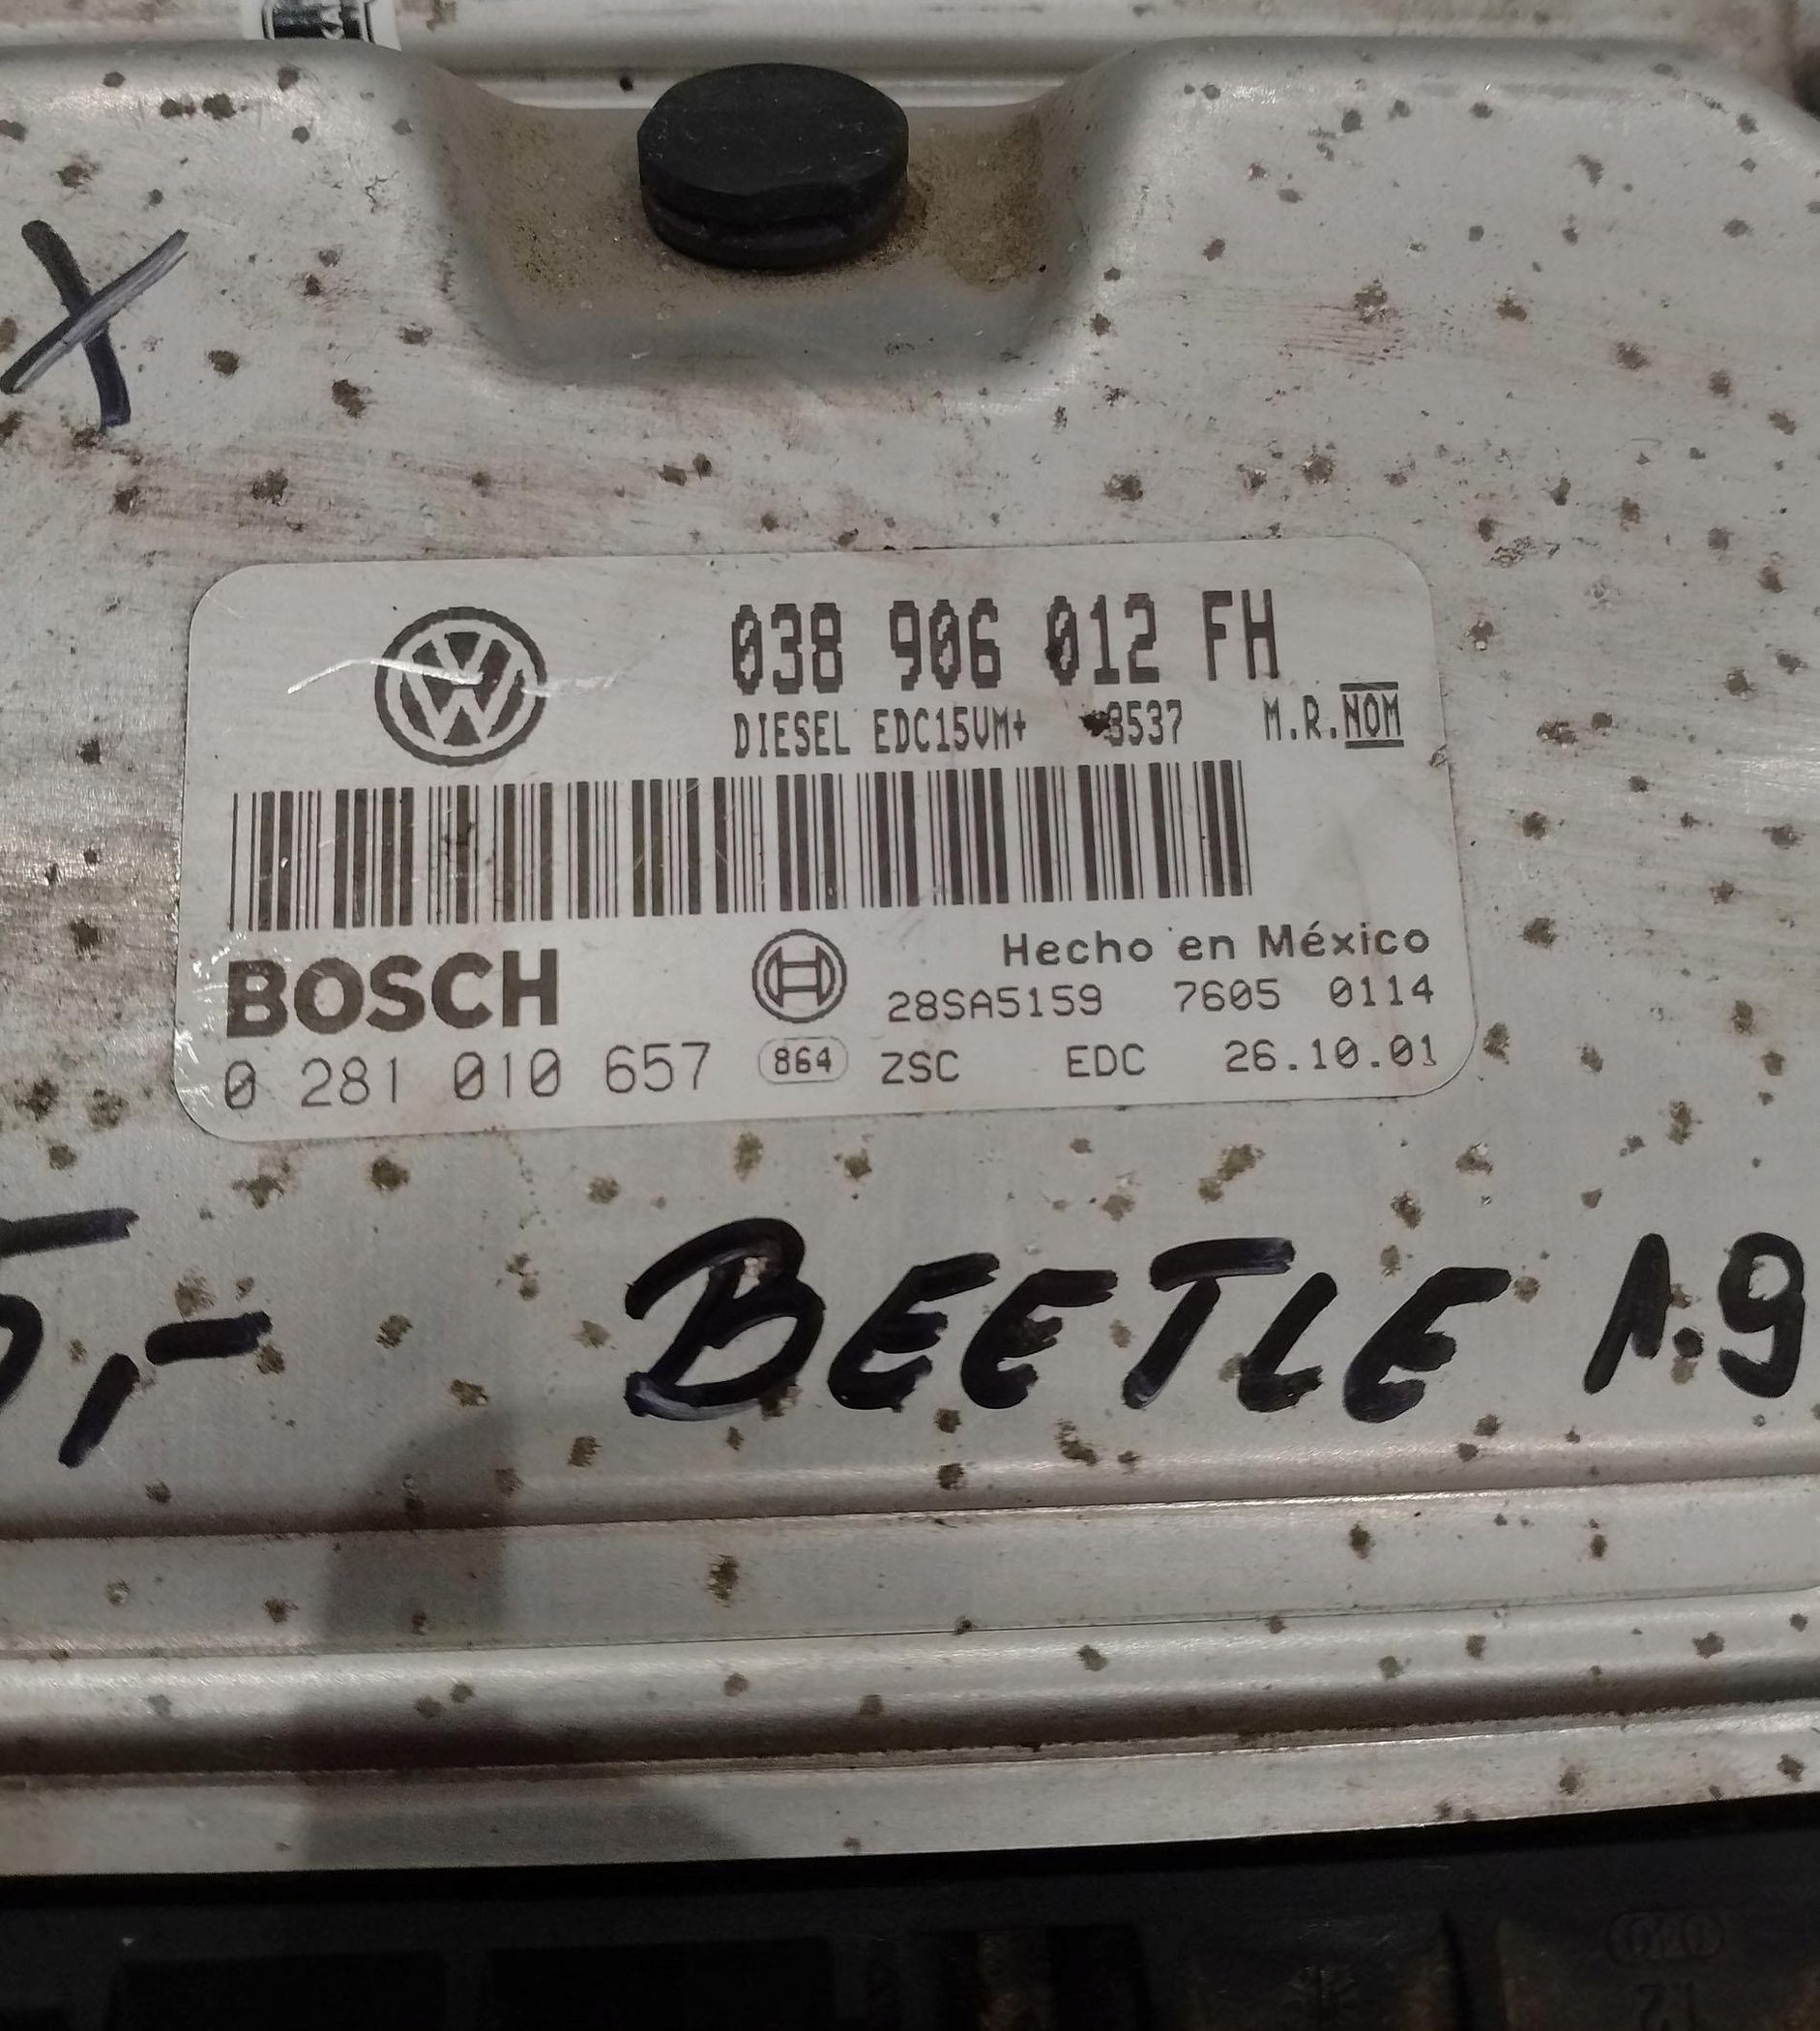 X
038 906 012 FH
DIESEL EDC15VM+ 3537 M.R.NOM
BOSCH
Hecho en México
28SA5159 7605 0114
0 281 010 657 864 ZSC EDC 26.10.01
5,-
BEETLE 1.9